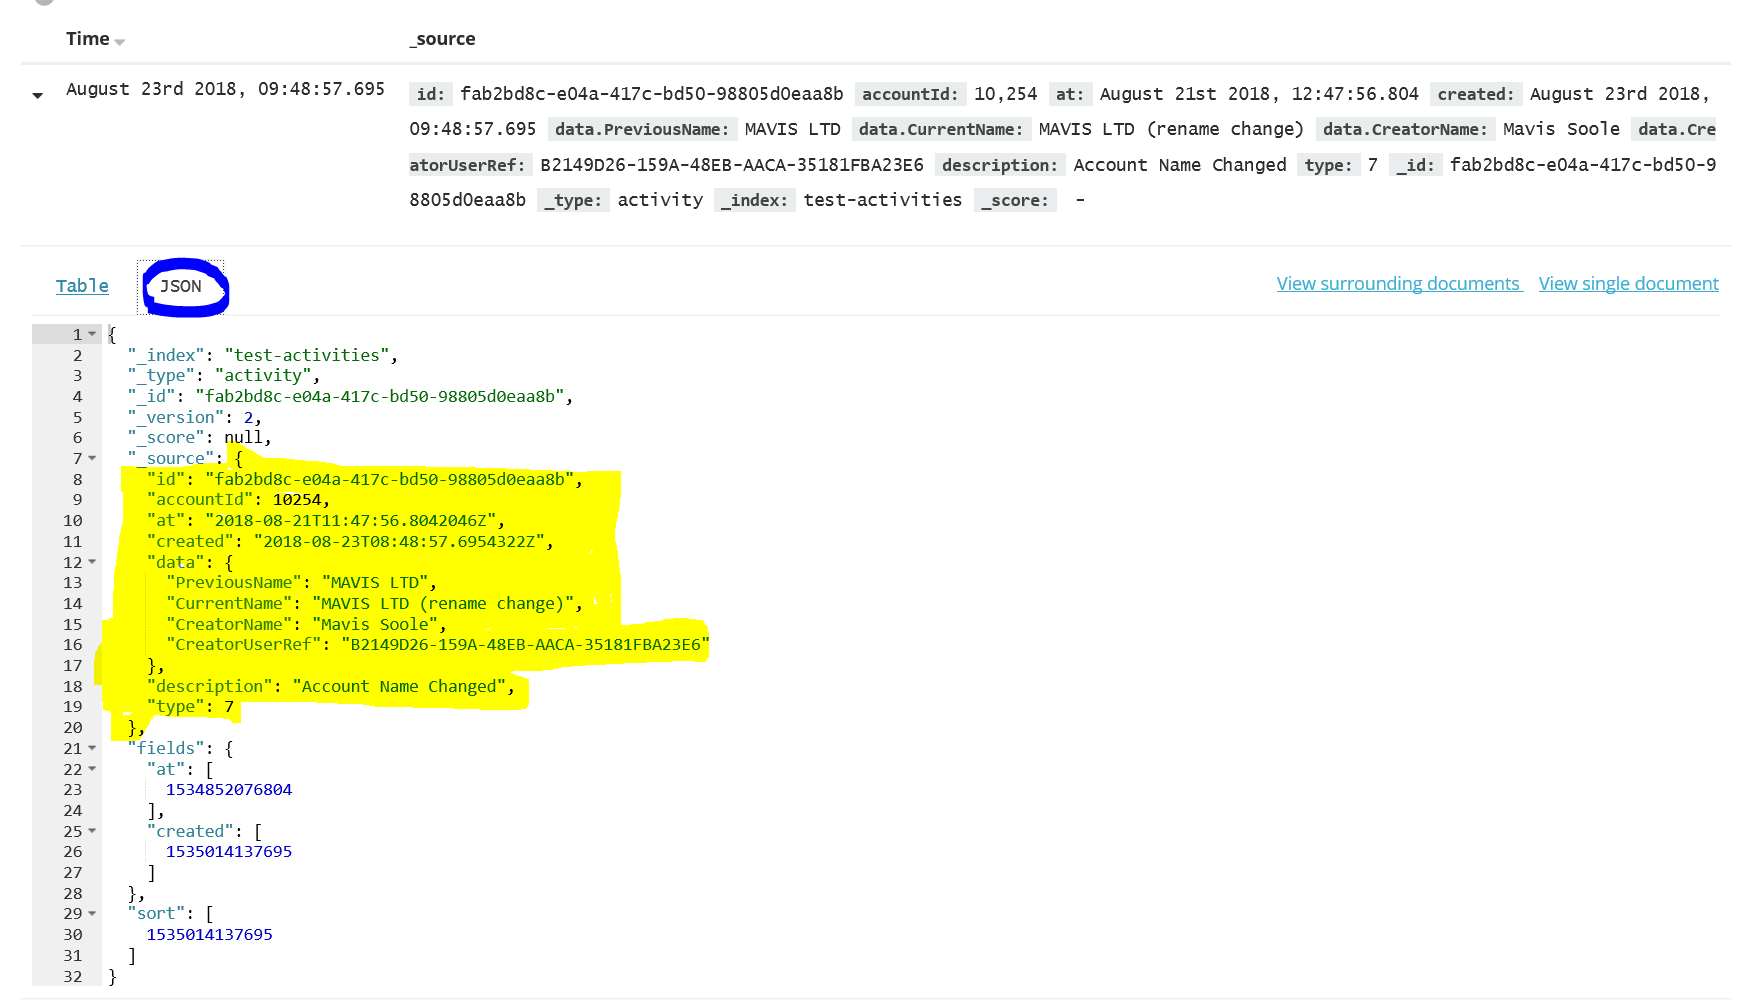 Time _source
August 23rd 2018, 09:48:57.695 id: fab2bd8c-e04a-417c-bd50-98805d0eaa8b accountId: 10,254 at: August 21st 2018, 12:47:56.804 created: August 23rd 2018,
09:48:57.695 data.PreviousName: MAVIS LTD data.CurrentName: MAVIS LTD (rename change) data.CreatorName: Mavis Soole data.Cre
atorUserRef: B2149D26-159A-48EB-AACA-35181FBA23E6 description: Account Name Changed type: 7 _id: fab2bd8c-e04a-417c-bd50-9
8805d0eaa8b _type: activity _index: test-activities _score: -
Table JSON View surrounding documents View single document
1 {
2 "_index": "test-activities",
3 "_type": "activity",
4 "_id": "fab2bd8c-e04a-417c-bd50-98805d0eaa8b",
5 "_version": 2,
6 "_score": null,
7 "_source": {
8 "id": "fab2bd8c-e04a-417c-bd50-98805d0eaa8b",
9 "accountId": 10254,
10 "at": "2018-08-21T11:47:56.8042046Z",
11 "created": "2018-08-23T08:48:57.6954322Z",
12 "data": {
13 "PreviousName": "MAVIS LTD",
14 "CurrentName": "MAVIS LTD (rename change)",
15 "CreatorName": "Mavis Soole",
16 "CreatorUserRef": "B2149D26-159A-48EB-AACA-35181FBA23E6"
17 },
18 "description": "Account Name Changed",
19 "type": 7
20 },
21 "fields": {
22 "at": [
23 1534852076804
24 ],
25 "created": [
26 1535014137695
27 ]
28 },
29 "sort": [
30 1535014137695
31 ]
32 }